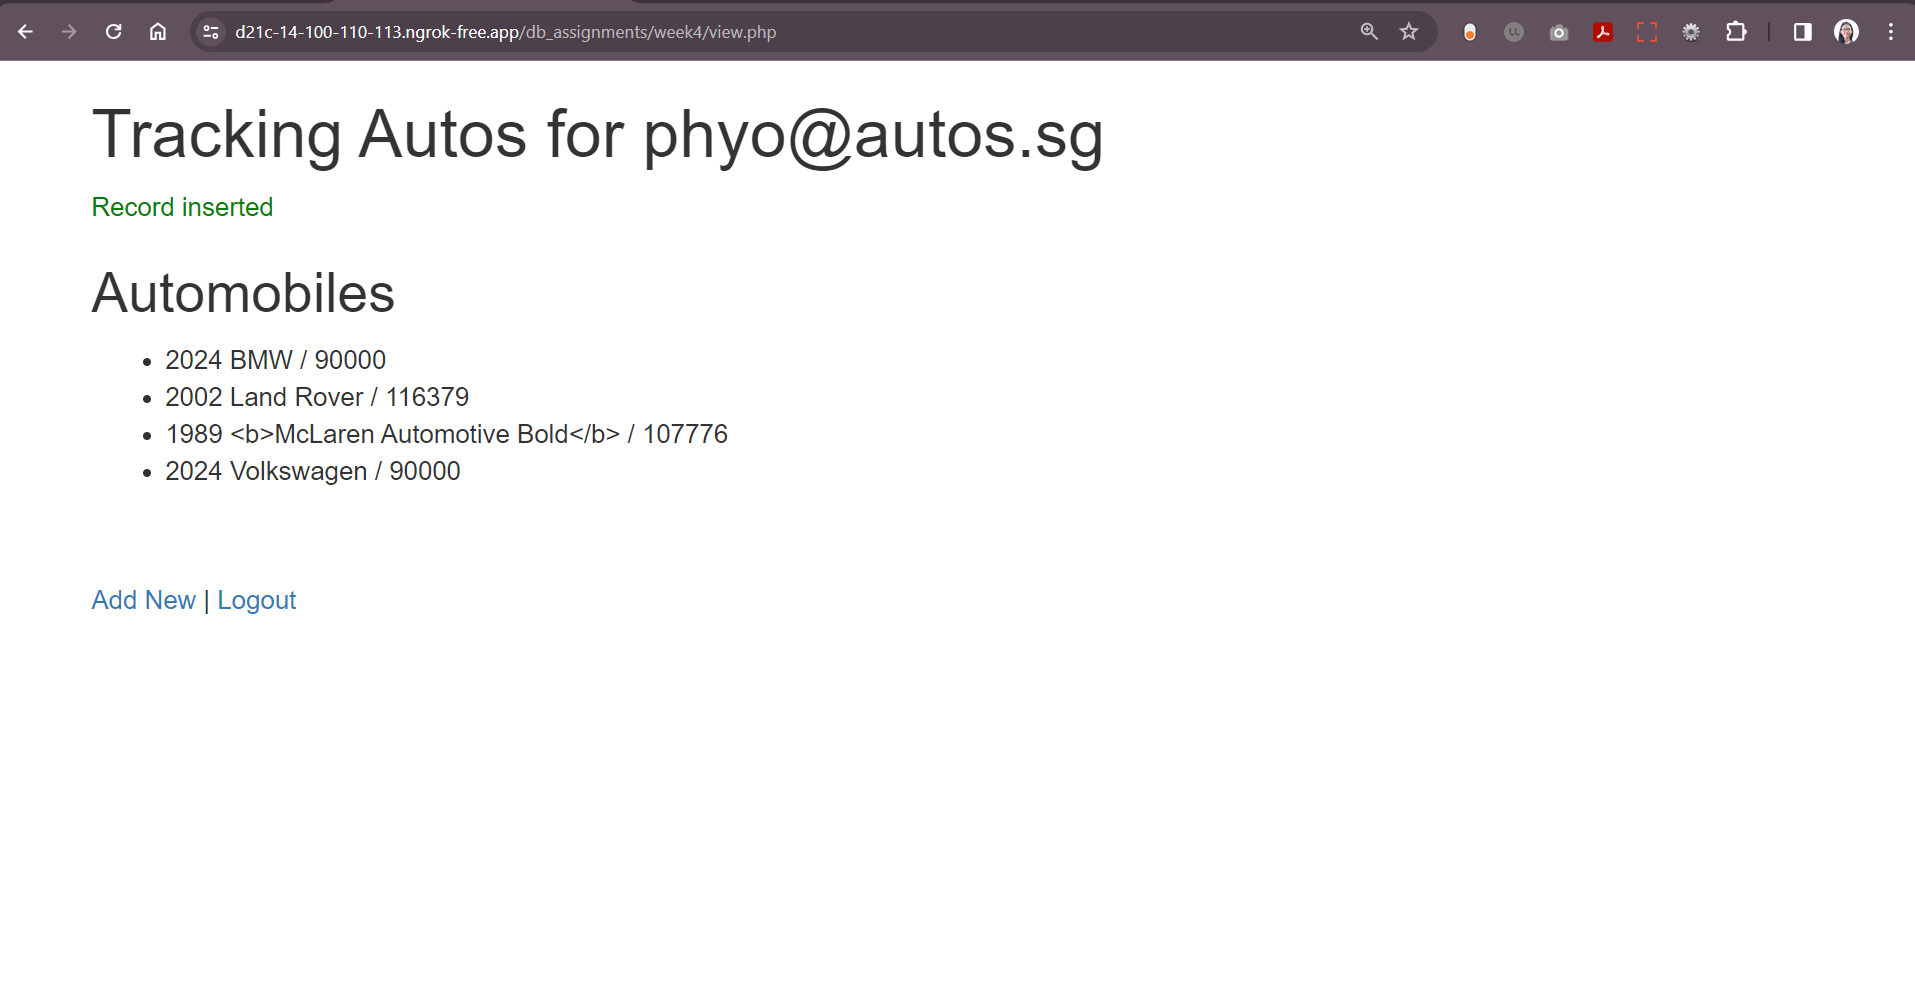 d21c-14-100-110-113.ngrok-free.app/db_assignments/week4/view.php
Tracking Autos for phyo@autos.sg
Record inserted
Automobiles
2024 BMW / 90000
2002 Land Rover / 116379
1989 <b>McLaren Automotive Bold</b> / 107776
2024 Volkswagen / 90000
Add New | Logout